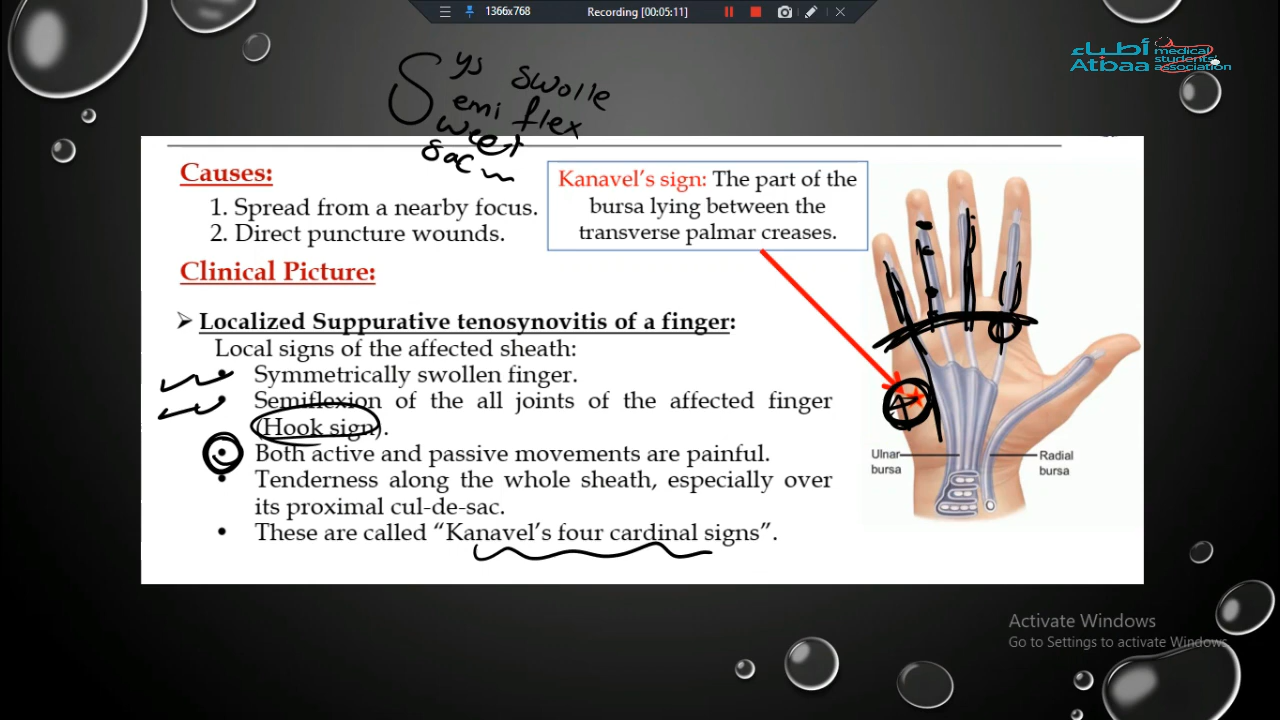 1366x768
Recording [00:05:11]
أطباء medical
Atibaa students'
association
S ys swolle
emi flex
weet
sac
Causes:
1. Spread from a nearby focus.
2. Direct puncture wounds.
Kanavel's sign: The part of the
bursa lying between the
transverse palmar creases.
Clinical Picture:
➢ Localized Suppurative tenosynovitis of a finger:
Local signs of the affected sheath:
• Symmetrically swollen finger.
• Semiflexion of the all joints of the affected finger
(Hook sign).
• Both active and passive movements are painful.
• Tenderness along the whole sheath, especially over
its proximal cul-de-sac.
• These are called “Kanavel's four cardinal signs”.
Ulnar
bursa
Radial
bursa
Activate Windows
Go to Settings to activate Windows.